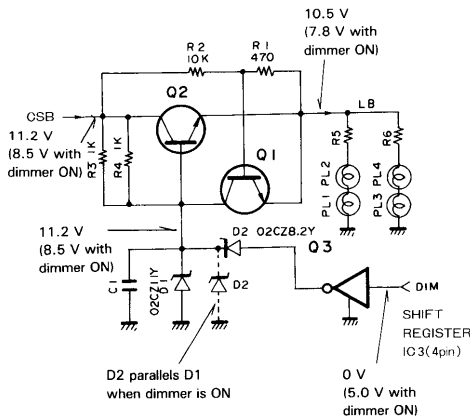 10.5 V
(7.8 V with
dimmer ON)
R2
10K
R1
470
Q2
CSB
LB
11.2 V
(8.5 V with
dimmer ON)
R3 1K
R4 1K
Q1
R5
R6
PL1 PL2
PL3 PL4
11.2 V
(8.5 V with
dimmer ON)
D2 02CZ8.2Y
Q3
C1
02CZ11Y
D1
D2
DIM
SHIFT
REGISTER
IC3(4pin)
D2 parallels D1
when dimmer is ON
0 V
(5.0 V with
dimmer ON)